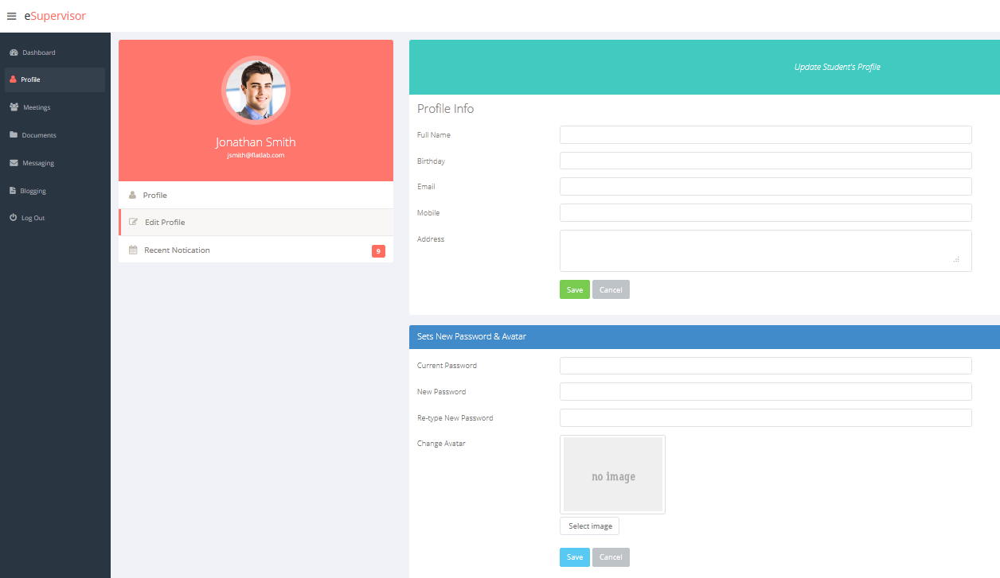 eSupervisor
Dashboard
Profile
Meetings
Documents
Messaging
Blogging
Log Out
Jonathan Smith
jsmith@flatlab.com
Profile
Edit Profile
Recent Notication 9
Update Student's Profile
Profile Info
Full Name
Birthday
Email
Mobile
Address
Save Cancel
Sets New Password & Avatar
Current Password
New Password
Re-type New Password
Change Avatar
no image
Select image
Save Cancel